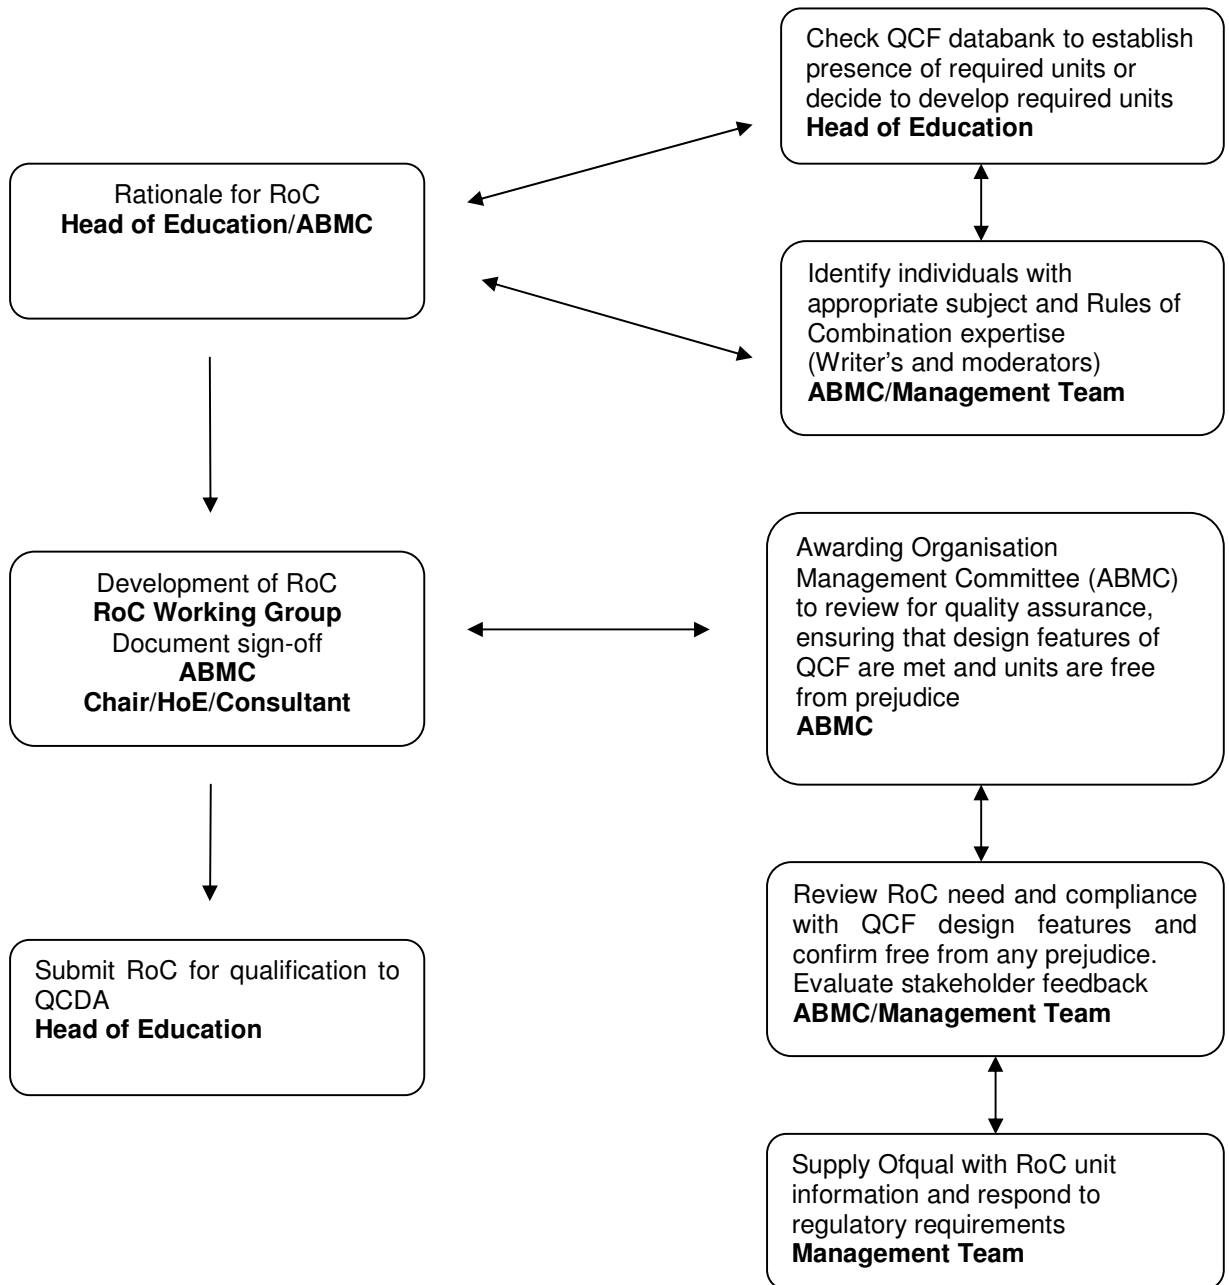 Check QCF databank to establish
presence of required units or
decide to develop required units
Head of Education
Rationale for RoC
Head of Education/ABMC
Identify individuals with
appropriate subject and Rules of
Combination expertise
(Writer's and moderators)
ABMC/Management Team
Development of RoC
RoC Working Group
Document sign-off
ABMC
Chair/HoE/Consultant
Awarding Organisation
Management Committee (ABMC)
to review for quality assurance,
ensuring that design features of
QCF are met and units are free
from prejudice
ABMC
Review RoC need and compliance
with QCF design features and
confirm free from any prejudice.
Evaluate stakeholder feedback
ABMC/Management Team
Submit RoC for qualification to
QCDA
Head of Education
Supply Ofqual with RoC unit
information and respond to
regulatory requirements
Management Team